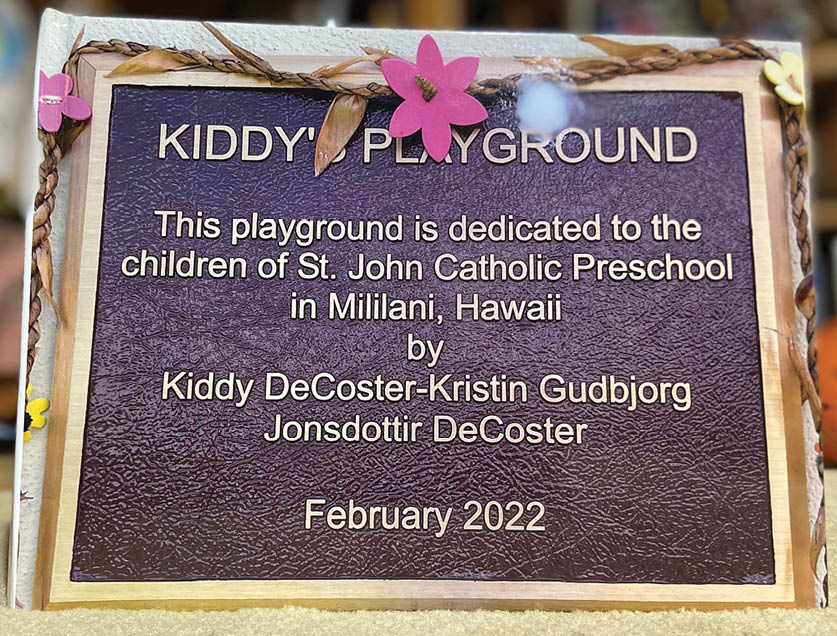 KIDDY'S PLAYGROUND
This playground is dedicated to the
children of St. John Catholic Preschool
in Mililani, Hawaii
by
Kiddy DeCoster-Kristin Gudbjorg
Jonsdottir DeCoster
February 2022